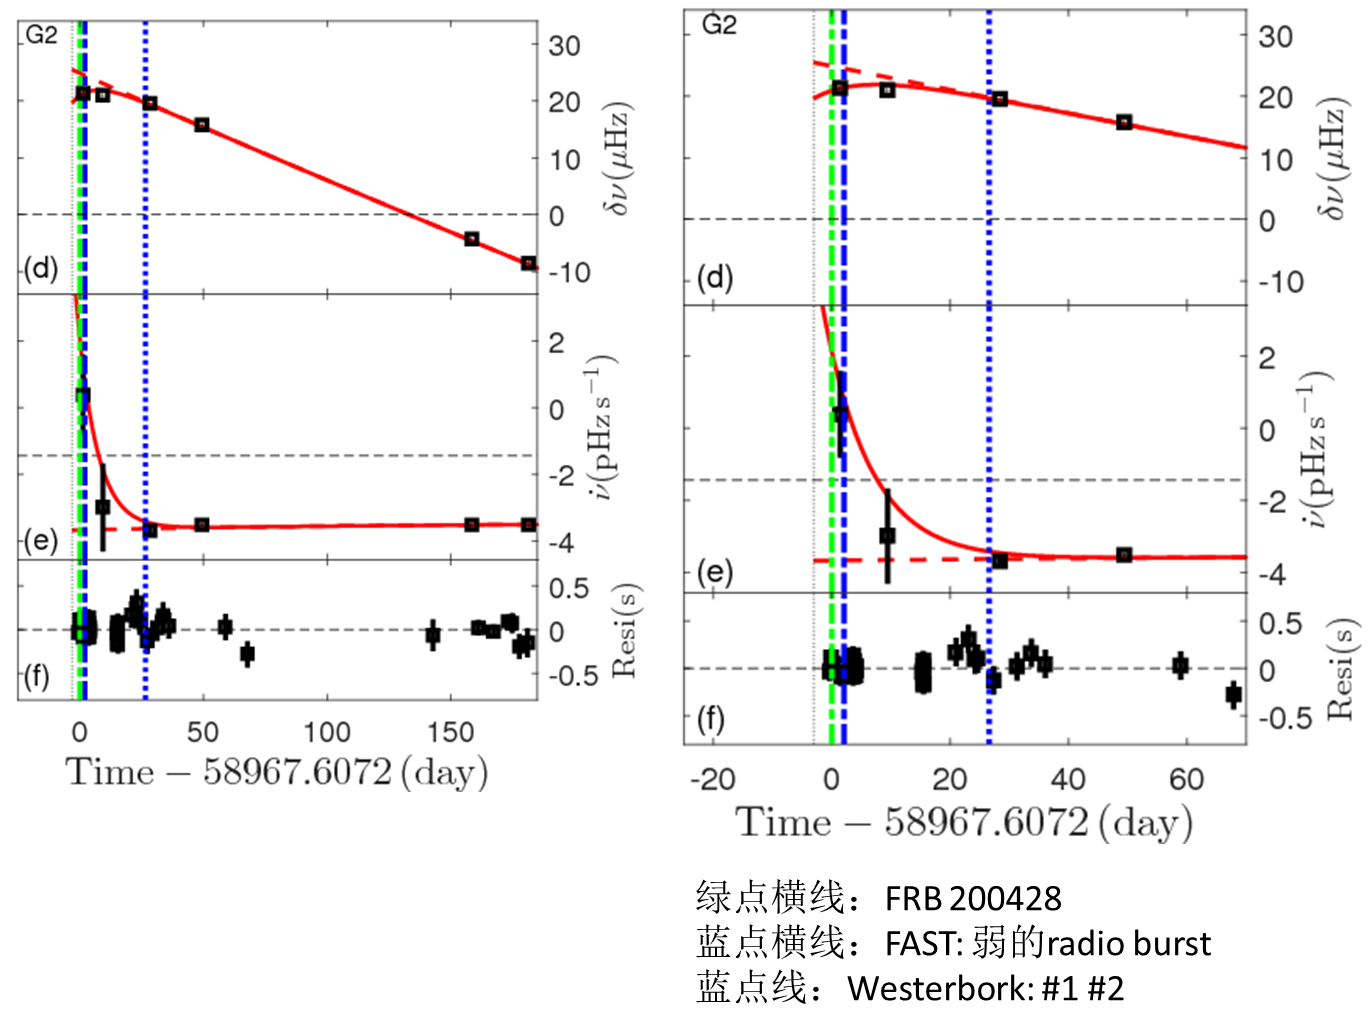 G2
30
20
10
0
-10
δν(μHz)
(d)
2
0
-2
-4
ν̇(pHz s⁻¹)
(e)
0.5
0
-0.5
Resi(s)
(f)
0 50 100 150
Time − 58967.6072 (day)
G2
30
20
10
0
-10
δν(μHz)
(d)
2
0
-2
-4
ν̇(pHz s⁻¹)
(e)
0.5
0
-0.5
Resi(s)
(f)
-20 0 20 40 60
Time − 58967.6072 (day)
绿点横线：FRB 200428
蓝点横线：FAST: 弱的radio burst
蓝点线：Westerbork: #1 #2